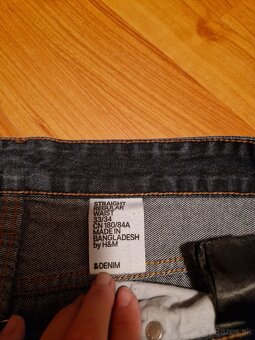 STRAIGHT
REGULAR
WAIST
33/34
CN 180/84A
MADE IN
BANGLADESH
by H&M
&DENIM